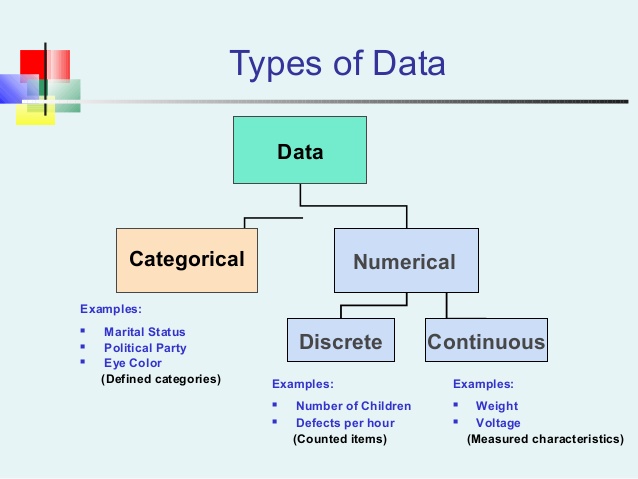 Types of Data
Data
Categorical
Numerical
Examples:
▪ Marital Status
▪ Political Party
▪ Eye Color
(Defined categories)
Discrete
Continuous
Examples:
▪ Number of Children
▪ Defects per hour
(Counted items)
Examples:
▪ Weight
▪ Voltage
(Measured characteristics)